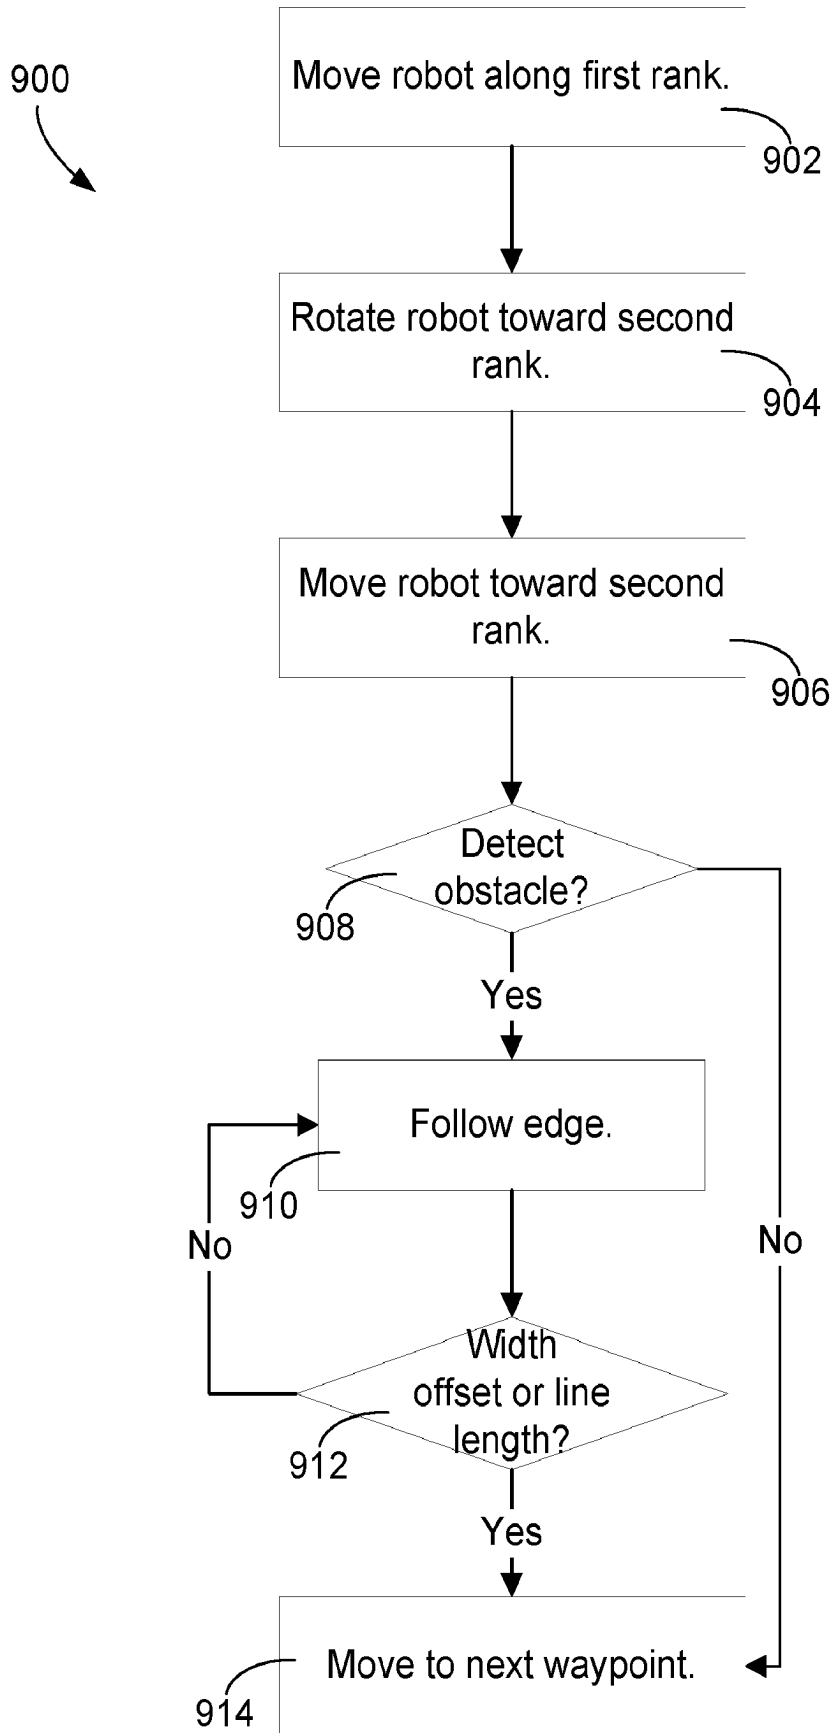 900
Move robot along first rank.
902
Rotate robot toward second
rank.
904
Move robot toward second
rank.
906
Detect
obstacle?
908
Yes
Follow edge.
910
No
No
Width
offset or line
length?
912
Yes
Move to next waypoint.
914